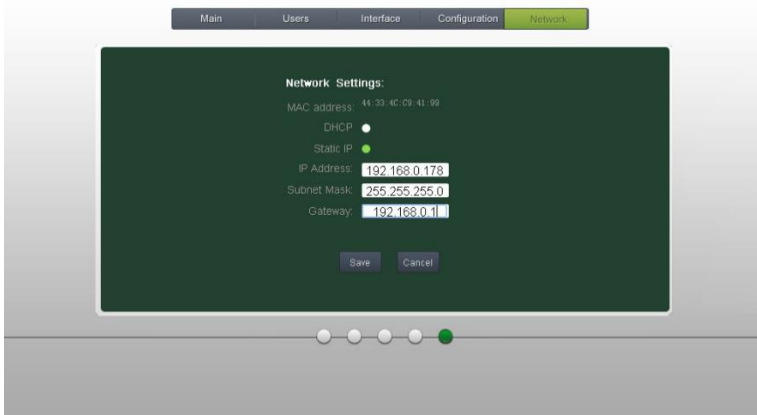 Main Users Interface Configuration Network
Network Settings:
MAC address: 44:33:4C:C9:41:99
DHCP
Static IP
IP Address: 192.168.0.178
Subnet Mask: 255.255.255.0
Gateway: 192.168.0.1
Save Cancel